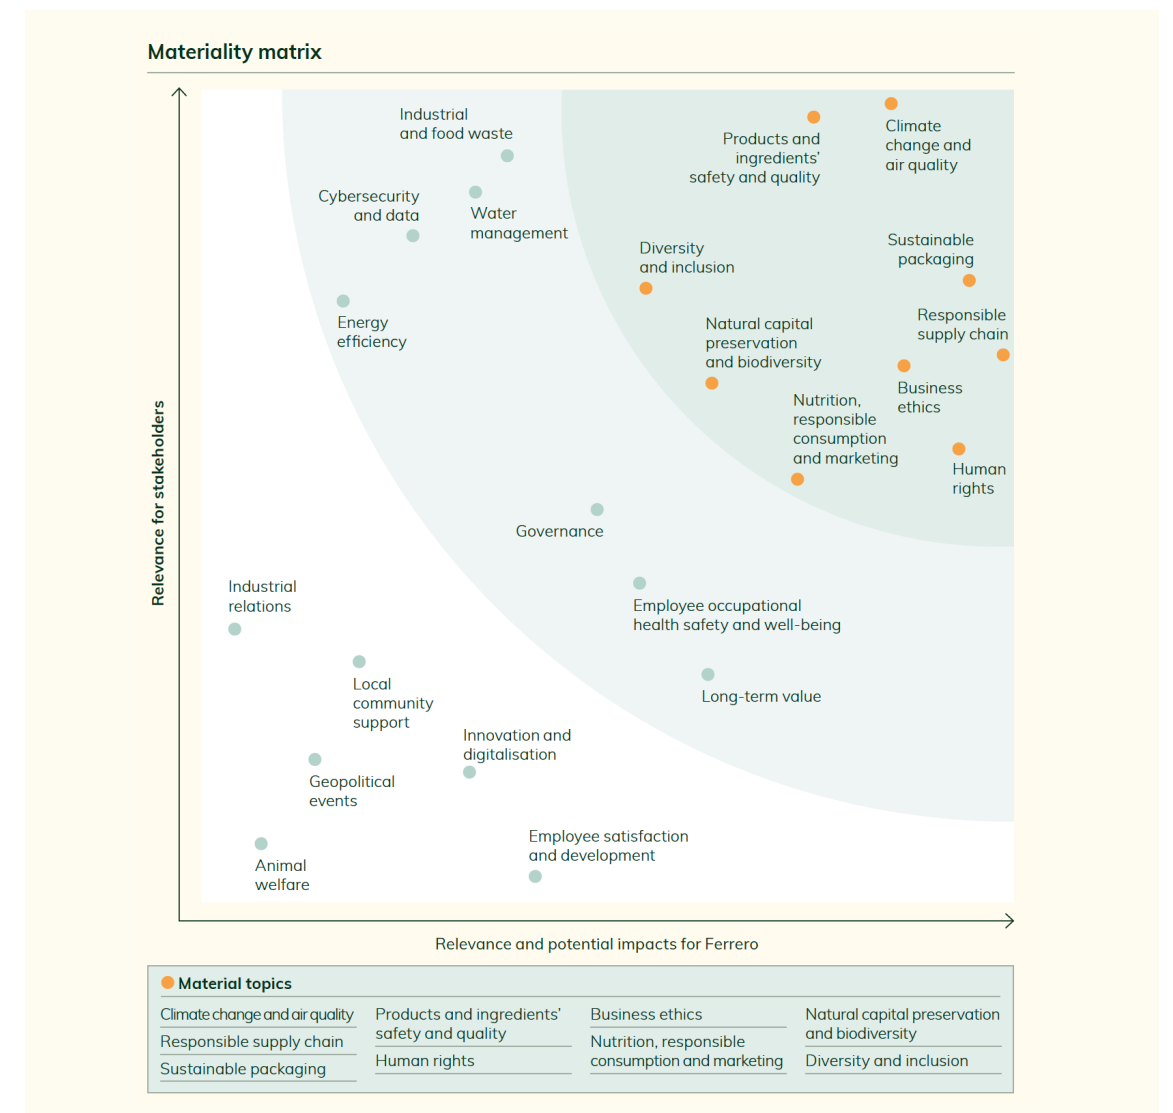 Materiality matrix
Industrial
and food waste
Products and
ingredients’
safety and quality
Climate
change and
air quality
Cybersecurity
and data
Water
management
Diversity
and inclusion
Sustainable
packaging
Energy
efficiency
Natural capital
preservation
and biodiversity
Responsible
supply chain
Business
ethics
Nutrition,
responsible
consumption
and marketing
Human
rights
Relevance for stakeholders
Governance
Industrial
relations
Employee occupational
health safety and well-being
Local
community
support
Long-term value
Innovation and
digitalisation
Geopolitical
events
Employee satisfaction
and development
Animal
welfare
Relevance and potential impacts for Ferrero
Material topics
Climate change and air quality
Responsible supply chain
Sustainable packaging
Products and ingredients’
safety and quality
Human rights
Business ethics
Nutrition, responsible
consumption and marketing
Natural capital preservation
and biodiversity
Diversity and inclusion